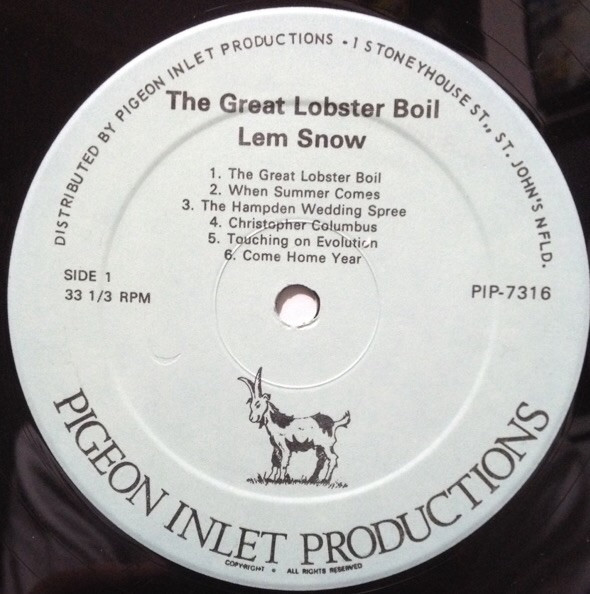 DISTRIBUTED BY PIGEON INLET PRODUCTIONS • 1 STONEYHOUSE ST., ST. JOHN'S NFLD.
The Great Lobster Boil
Lem Snow
1. The Great Lobster Boil
2. When Summer Comes
3. The Hampden Wedding Spree
4. Christopher Columbus
5. Touching on Evolution
6. Come Home Year
SIDE 1
33 1/3 RPM
PIP-7316
PIGEON INLET PRODUCTIONS
COPYRIGHT • ALL RIGHTS RESERVED